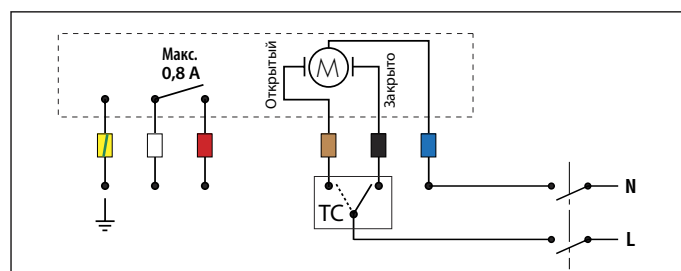 Макс.
0,8 A
Открытый
M
Закрыто
TC
N
L